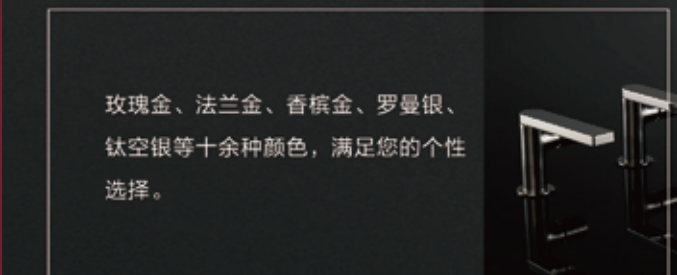 玫瑰金、法兰金、香槟金、罗曼银、
钛空银等十余种颜色，满足您的个性
选择。